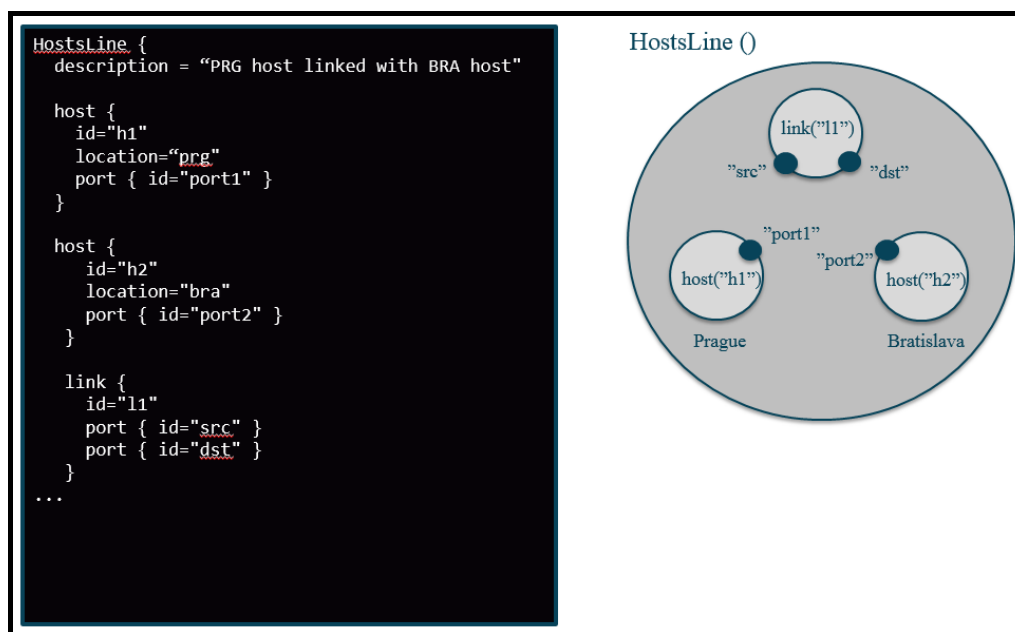 HostsLine {
description = “PRG host linked with BRA host"
host {
id="h1"
location=“prg"
port { id="port1" }
}
host {
id="h2"
location="bra"
port { id="port2" }
}
link {
id="l1"
port { id="src" }
port { id="dst" }
}
...
HostsLine ()
link(”l1”)
”src”
”dst”
”port1”
”port2”
host(”h1”)
host(”h2”)
Prague
Bratislava